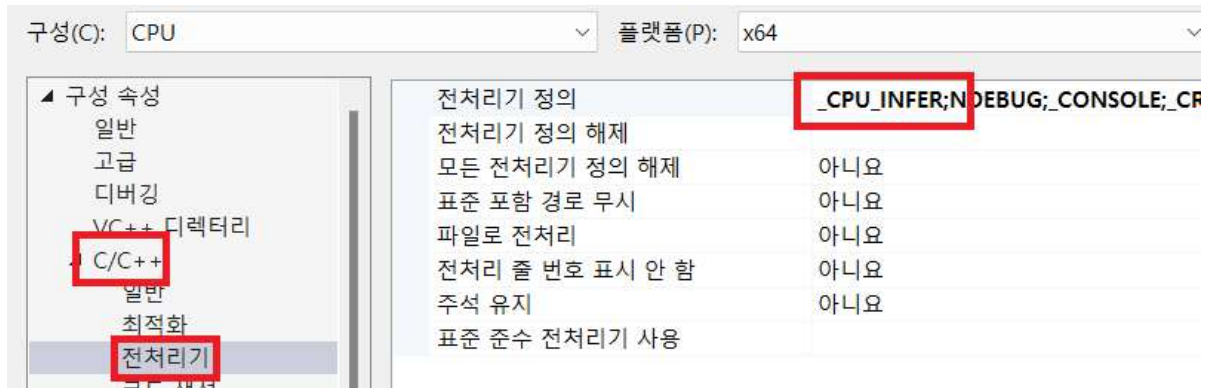 구성(C): CPU 플랫폼(P): x64
구성 속성
일반
고급
디버깅
VC++ 디렉터리
C/C++
일반
최적화
전처리기
전처리기 정의 _CPU_INFER;NDEBUG;_CONSOLE;_CR
전처리기 정의 해제
모든 전처리기 정의 해제 아니요
표준 포함 경로 무시 아니요
파일로 전처리 아니요
전처리 줄 번호 표시 안 함 아니요
주석 유지 아니요
표준 준수 전처리기 사용